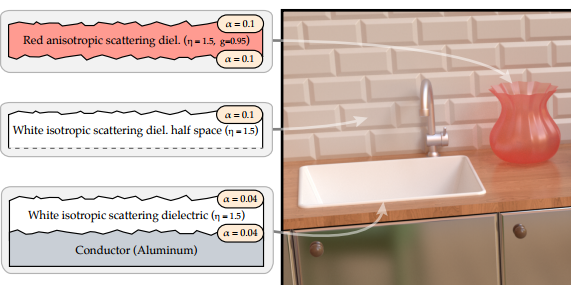 α = 0.1
Red anisotropic scattering diel. (η = 1.5, g=0.95)
α = 0.1
α = 0.1
White isotropic scattering diel. half space (η = 1.5)
α = 0.04
White isotropic scattering dielectric (η = 1.5)
α = 0.04
Conductor (Aluminum)